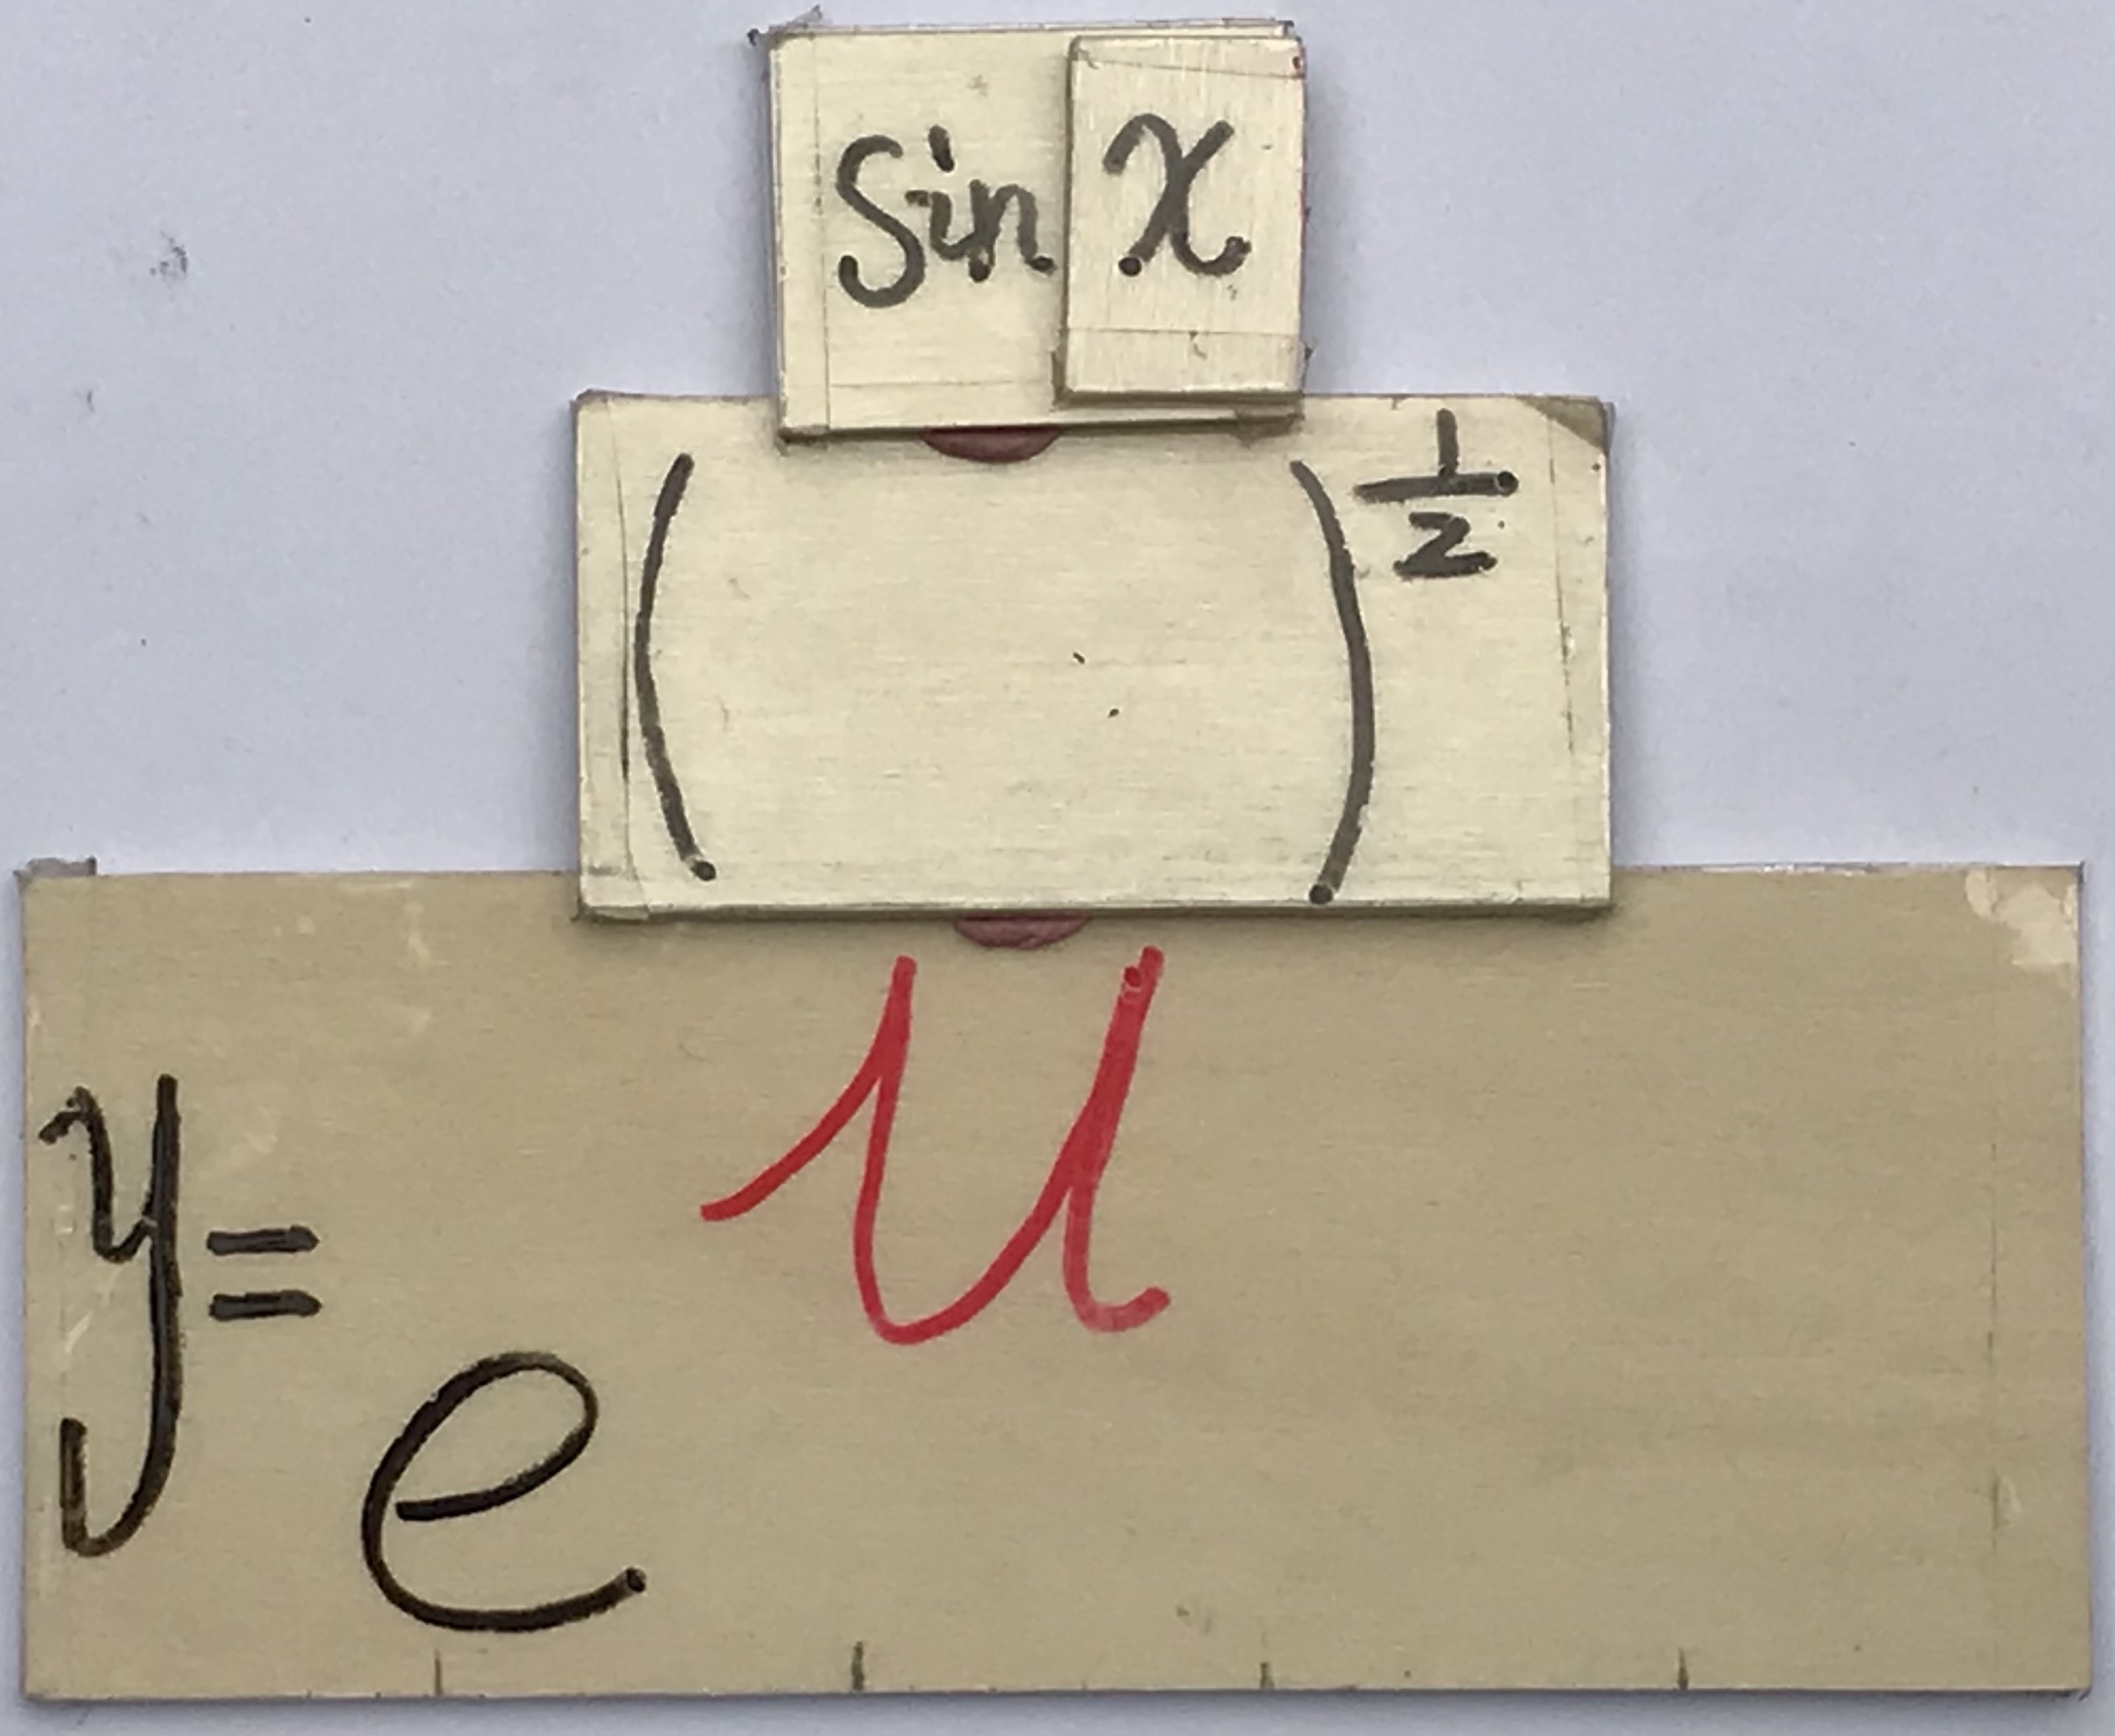 sin x
( )^1/2
y = e^u